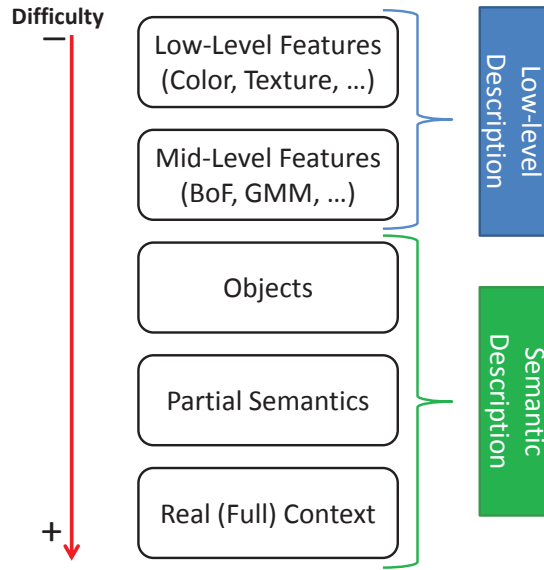 Difficulty
−
Low-Level Features
(Color, Texture, …)
Mid-Level Features
(BoF, GMM, …)
Objects
Partial Semantics
Real (Full) Context
+
Low-level
Description
Semantic
Description